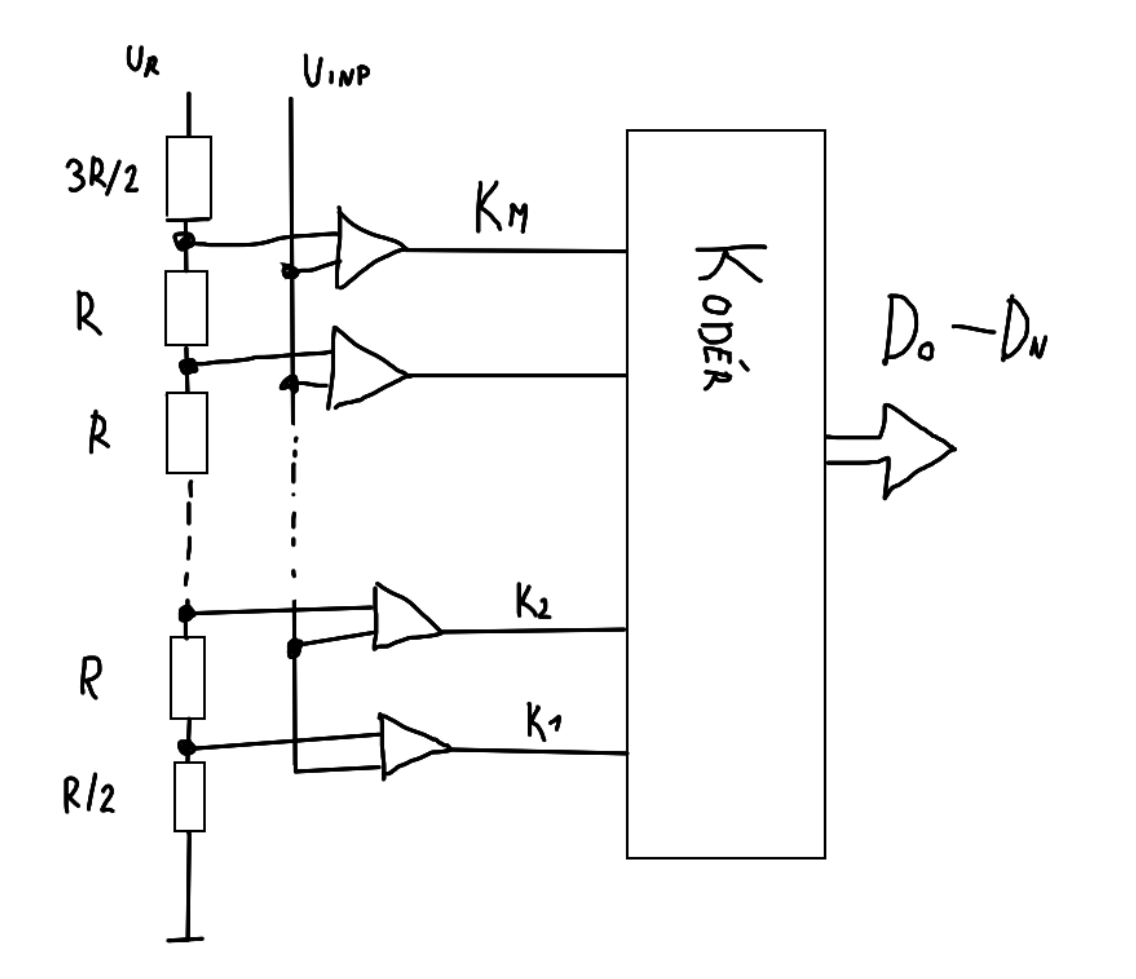 U_R
U_INP
3R/2
K_M
R
R
KODÉR
D_0 – D_N
K_2
R
K_1
R/2